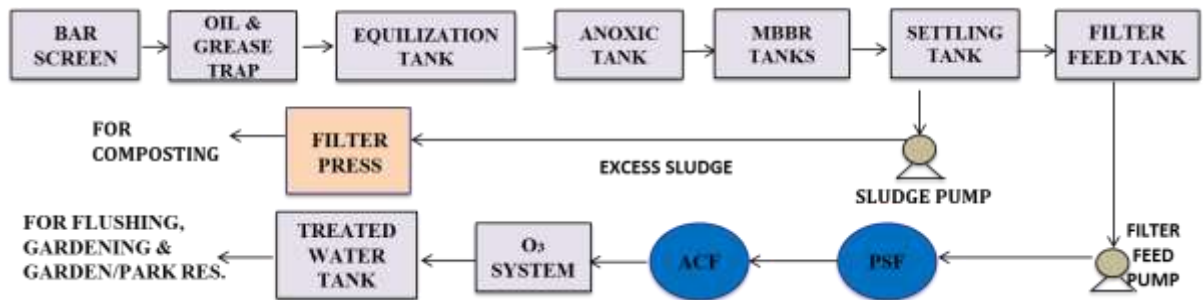 BAR
SCREEN
OIL &
GREASE
TRAP
EQUILIZATION
TANK
ANOXIC
TANK
MBBR
TANKS
SETTLING
TANK
FILTER
FEED TANK
FOR
COMPOSTING
FILTER
PRESS
EXCESS SLUDGE
SLUDGE PUMP
FOR FLUSHING,
GARDENING &
GARDEN/PARK RES.
TREATED
WATER
TANK
O₃
SYSTEM
ACF
PSF
FILTER
FEED
PUMP